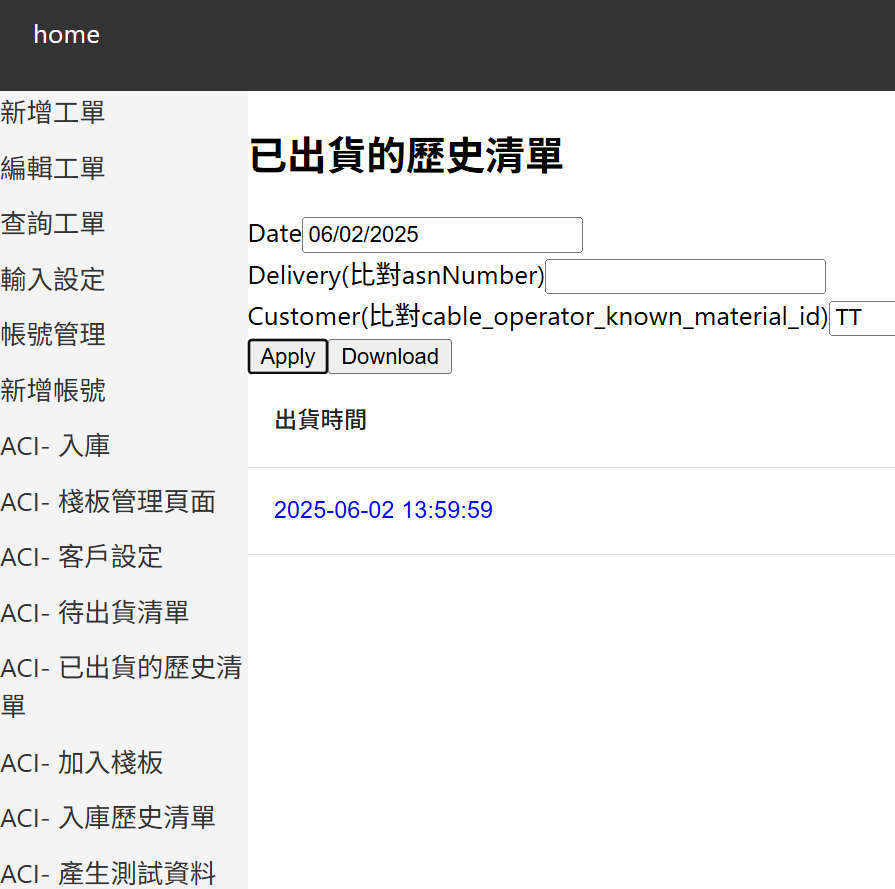 home
新增工單
編輯工單
查詢工單
輸入設定
帳號管理
新增帳號
ACI- 入庫
ACI- 棧板管理頁面
ACI- 客戶設定
ACI- 待出貨清單
ACI- 已出貨的歷史清
單
ACI- 加入棧板
ACI- 入庫歷史清單
ACI- 產生測試資料
已出貨的歷史清單
Date 06/02/2025
Delivery(比對asnNumber)
Customer(比對cable_operator_known_material_id) TT
Apply Download
出貨時間
2025-06-02 13:59:59